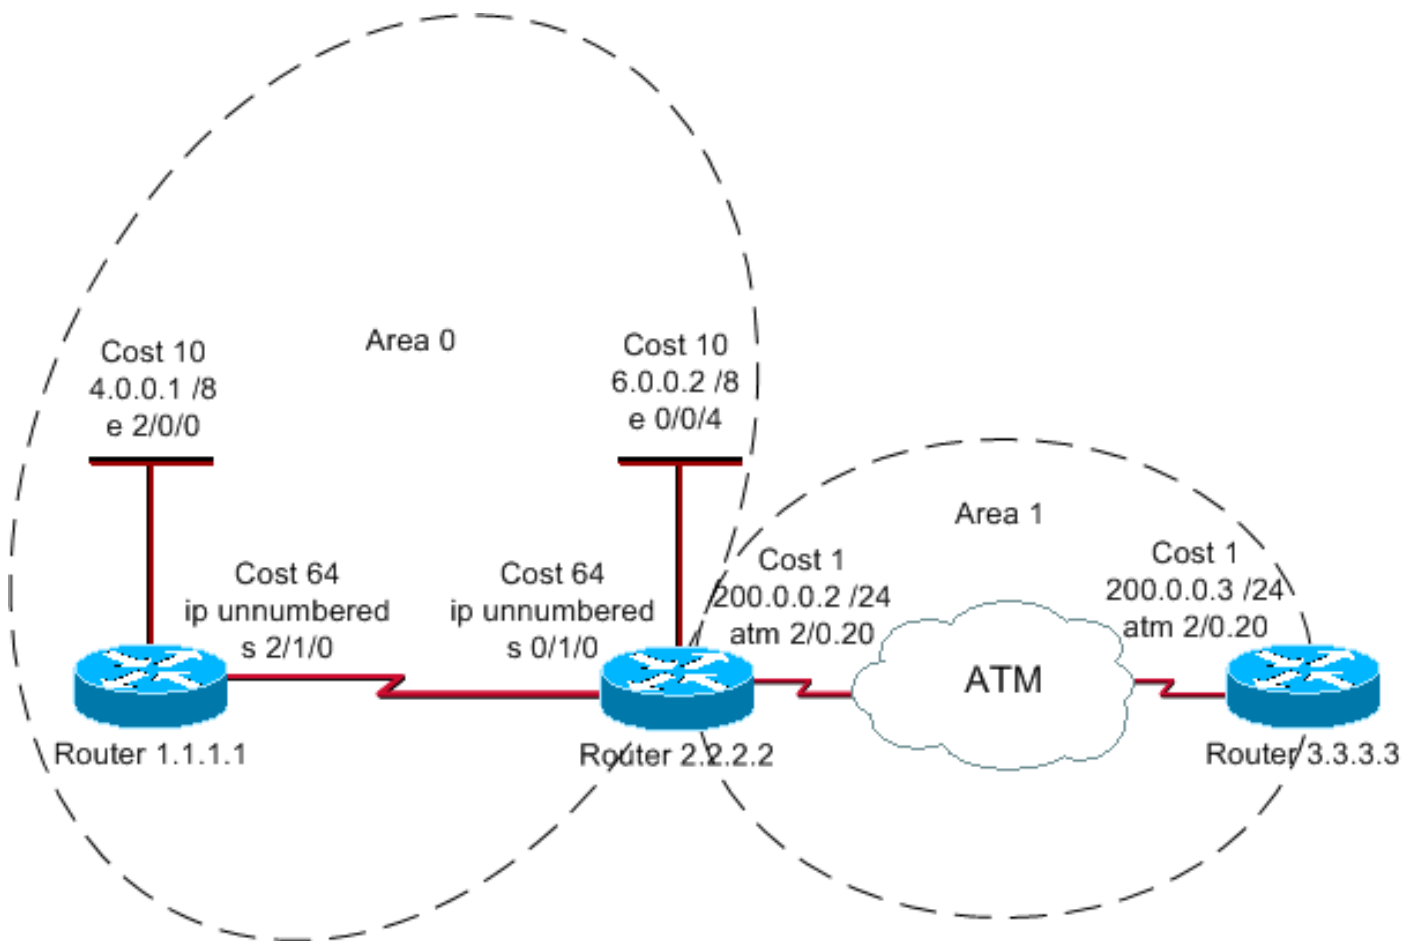 Area 0
Cost 10
4.0.0.1 /8
e 2/0/0
Cost 10
6.0.0.2 /8
e 0/0/4
Area 1
Cost 64
ip unnumbered
s 2/1/0
Cost 64
ip unnumbered
s 0/1/0
Cost 1
200.0.0.2 /24
atm 2/0.20
Cost 1
200.0.0.3 /24
atm 2/0.20
ATM
Router 1.1.1.1
Router 2.2.2.2
Router 3.3.3.3